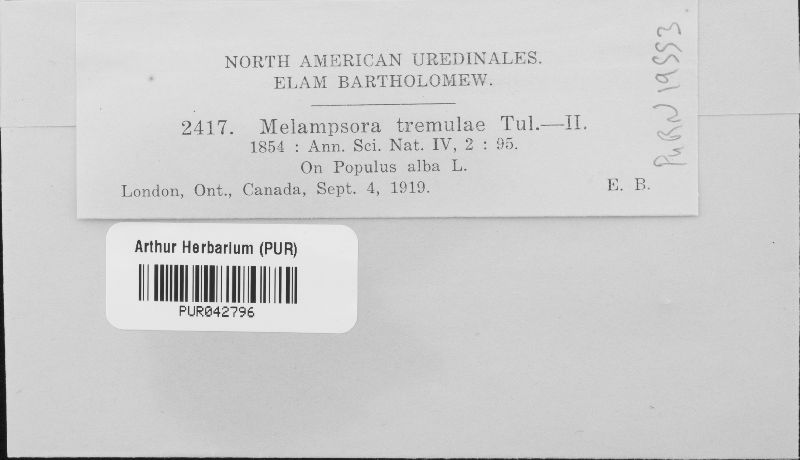 NORTH AMERICAN UREDINALES.
ELAM BARTHOLOMEW.
2417. Melampsora tremulae Tul.—II.
1854 : Ann. Sci. Nat. IV, 2 : 95.
On Populus alba L.
London, Ont., Canada, Sept. 4, 1919. E. B.
PURN 19553
Arthur Herbarium (PUR)
PUR042796